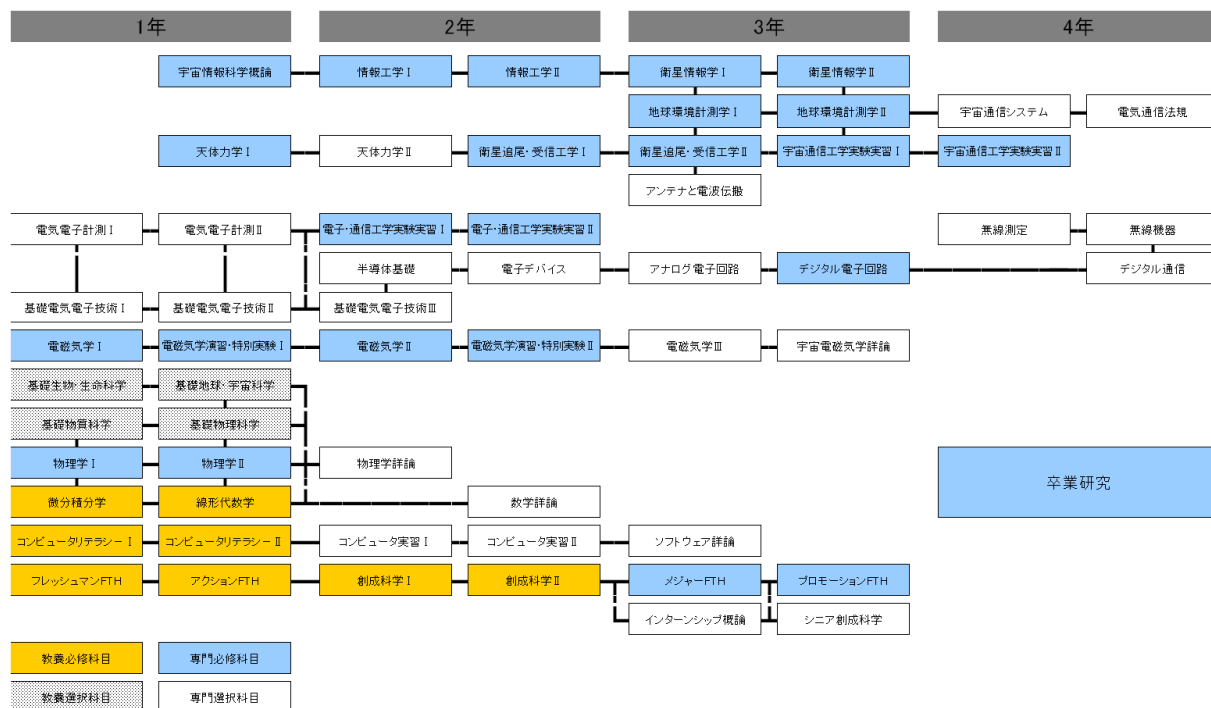 1年
2年
3年
4年
宇宙情報科学概論
情報工学Ⅰ
情報工学Ⅱ
衛星情報学Ⅰ
衛星情報学Ⅱ
地球環境計測学Ⅰ
地球環境計測学Ⅱ
宇宙通信システム
電気通信法規
天体力学Ⅰ
天体力学Ⅱ
衛星追尾・受信工学Ⅰ
衛星追尾・受信工学Ⅱ
宇宙通信工学実験実習Ⅰ
宇宙通信工学実験実習Ⅱ
アンテナと電波伝搬
電気電子計測Ⅰ
電気電子計測Ⅱ
電子・通信工学実験実習Ⅰ
電子・通信工学実験実習Ⅱ
無線測定
無線機器
半導体基礎
電子デバイス
アナログ電子回路
デジタル電子回路
デジタル通信
基礎電気電子技術Ⅰ
基礎電気電子技術Ⅱ
基礎電気電子技術Ⅲ
電磁気学Ⅰ
電磁気学演習・特別実験Ⅰ
電磁気学Ⅱ
電磁気学演習・特別実験Ⅱ
電磁気学Ⅲ
宇宙電磁気学詳論
基礎生物・生命科学
基礎地球・宇宙科学
基礎物質科学
基礎物理科学
物理学Ⅰ
物理学Ⅱ
物理学詳論
卒業研究
微分積分学
線形代数学
数学詳論
コンピュータリテラシーⅠ
コンピュータリテラシーⅡ
コンピュータ実習Ⅰ
コンピュータ実習Ⅱ
ソフトウェア詳論
フレッシュマンFTH
アクションFTH
創成科学Ⅰ
創成科学Ⅱ
メジャーFTH
プロモーションFTH
インターンシップ概論
シニア創成科学
教養必修科目
専門必修科目
教養選択科目
専門選択科目